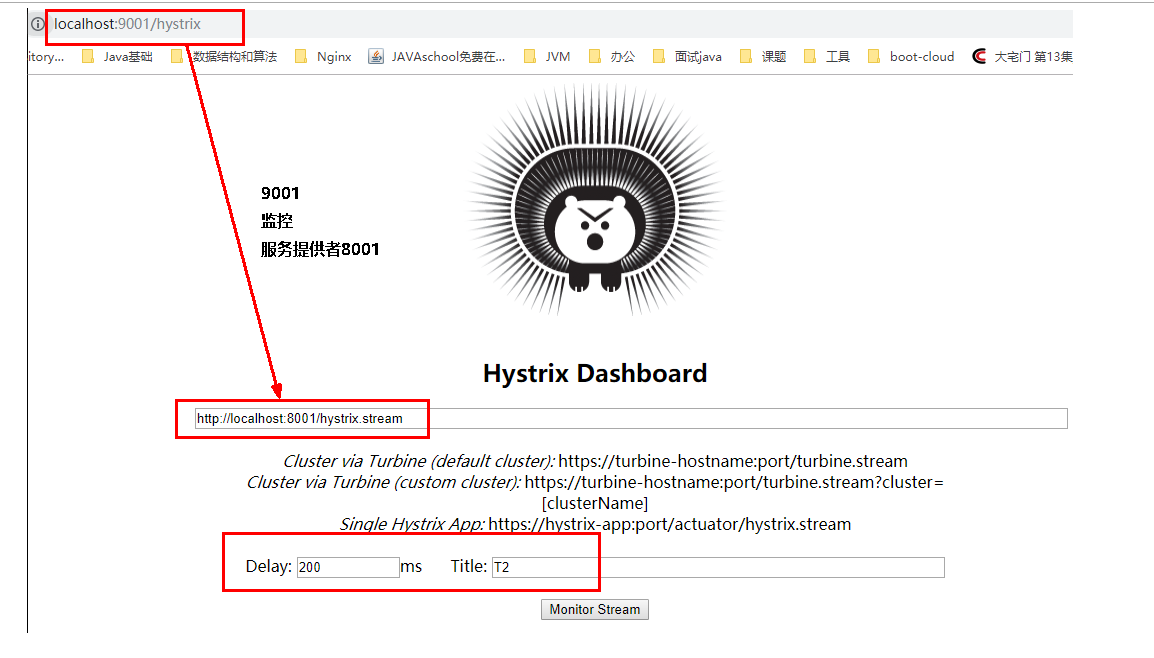 localhost:9001/hystrix
itory... Java基础 数据结构和算法 Nginx JAVAschool免费在... JVM 办公 面试java 课题 工具 boot-cloud 大宅门 第13集
9001
监控
服务提供者8001
Hystrix Dashboard
http://localhost:8001/hystrix.stream
Cluster via Turbine (default cluster): https://turbine-hostname:port/turbine.stream
Cluster via Turbine (custom cluster): https://turbine-hostname:port/turbine.stream?cluster=
[clusterName]
Single Hystrix App: https://hystrix-app:port/actuator/hystrix.stream
Delay: 200 ms Title: T2
Monitor Stream